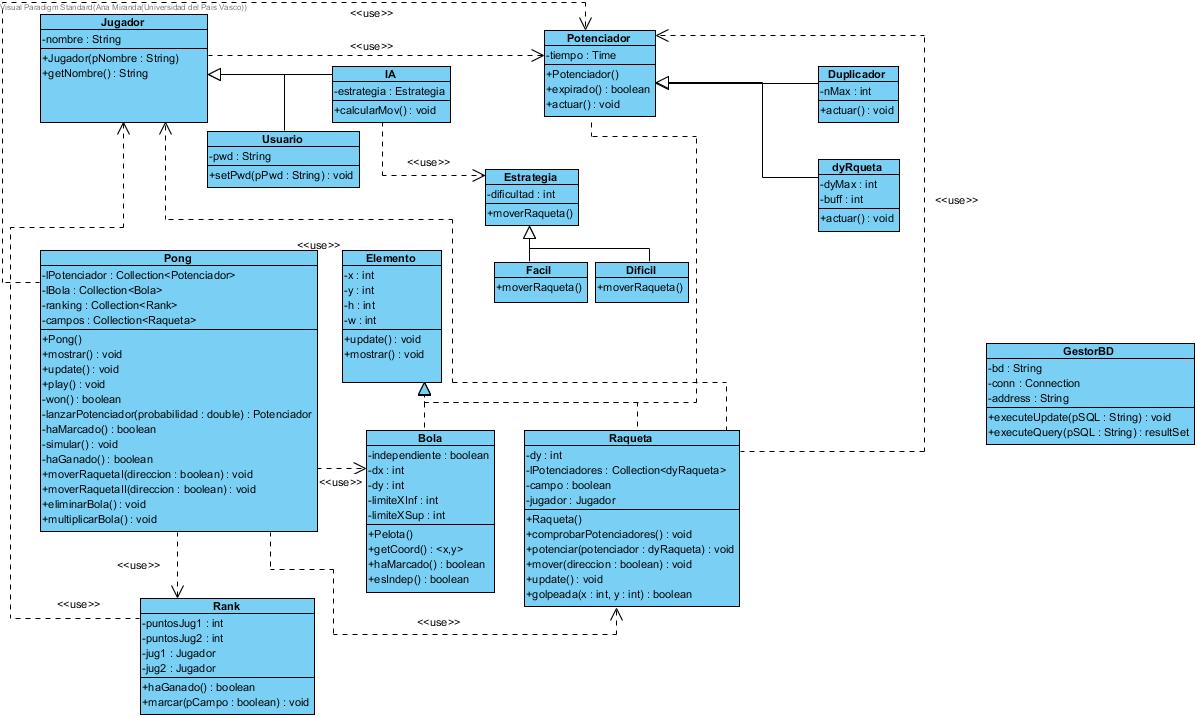 Visual Paradigm Standard(Ana Miranda(Universidad del Pais Vasco))
<<use>>
Jugador
-nombre : String
+Jugador(pNombre : String)
+getNombre() : String
<<use>>
Potenciador
-tiempo : Time
+Potenciador()
+expirado() : boolean
+actuar() : void
IA
-estrategia : Estrategia
+calcularMov() : void
Duplicador
-nMax : int
+actuar() : void
Usuario
-pwd : String
+setPwd(pPwd : String) : void
<<use>>
Estrategia
-dificultad : int
+moverRaqueta()
dyRqueta
-dyMax : int
-buff : int
+actuar() : void
<<use>>
<<use>>
Facil
+moverRaqueta()
Dificil
+moverRaqueta()
Pong
-lPotenciador : Collection<Potenciador>
-lBola : Collection<Bola>
-ranking : Collection<Rank>
-campos : Collection<Raqueta>
+Pong()
+mostrar() : void
+update() : void
+play() : void
-won() : boolean
-lanzarPotenciador(probabilidad : double) : Potenciador
-haMarcado() : boolean
-simular() : void
-haGanado() : boolean
+moverRaquetaI(direccion : boolean) : void
+moverRaquetaII(direccion : boolean) : void
+eliminarBola() : void
+multiplicarBola() : void
Elemento
-x : int
-y : int
-h : int
-w : int
+update() : void
+mostrar() : void
GestorBD
-bd : String
-conn : Connection
-address : String
+executeUpdate(pSQL : String) : void
+executeQuery(pSQL : String) : resultSet
Bola
-independiente : boolean
-dx : int
-dy : int
-limiteXInf : int
-limiteXSup : int
+Pelota()
+getCoord() : <x,y>
+haMarcado() : boolean
+esIndep() : boolean
Raqueta
-dy : int
-lPotenciadores : Collection<dyRaqueta>
-campo : boolean
-jugador : Jugador
+Raqueta()
+comprobarPotenciadores() : void
+potenciar(potenciador : dyRaqueta) : void
+mover(direccion : boolean) : void
+update() : void
+golpeada(x : int, y : int) : boolean
<<use>>
<<use>>
<<use>>
<<use>>
Rank
-puntosJug1 : int
-puntosJug2 : int
-jug1 : Jugador
-jug2 : Jugador
+haGanado() : boolean
+marcar(pCampo : boolean) : void